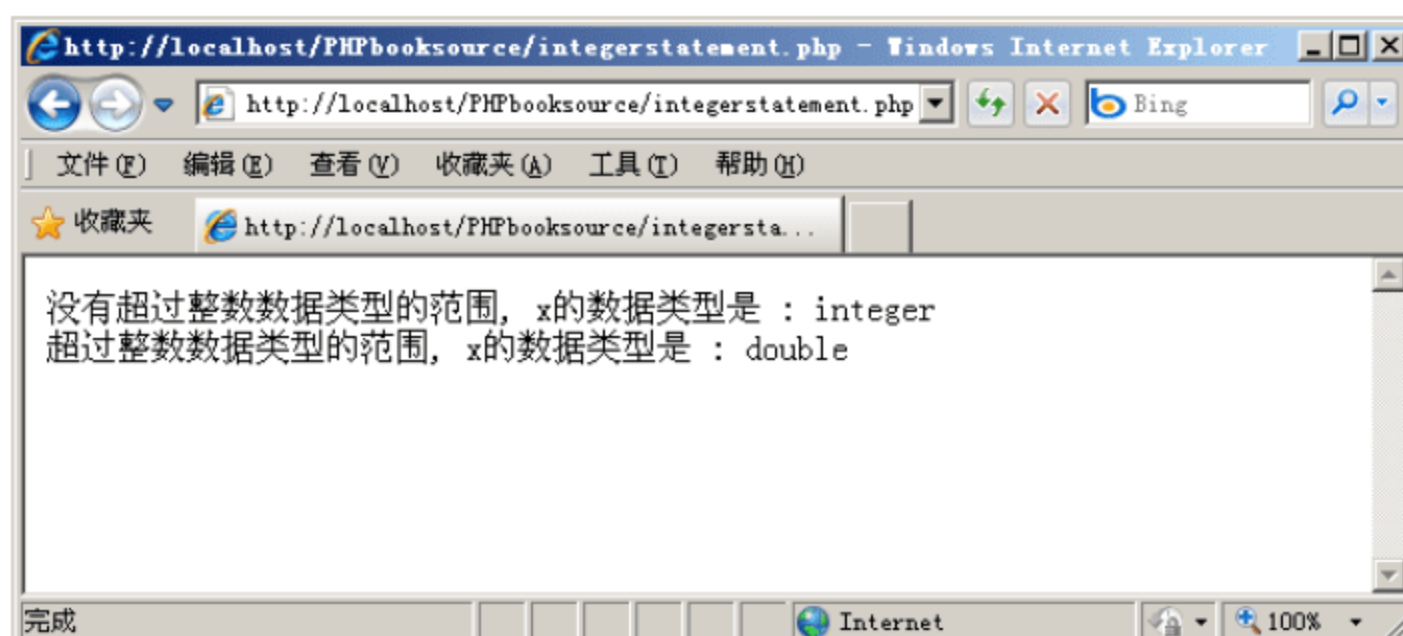 http://localhost/PHPbooksource/integerstatement.php - Windows Internet Explorer
http://localhost/PHPbooksource/integerstatement.php Bing
文件(F) 编辑(E) 查看(V) 收藏夹(A) 工具(T) 帮助(H)
收藏夹 http://localhost/PHPbooksource/integersta...
没有超过整数数据类型的范围, x的数据类型是 : integer
超过整数数据类型的范围, x的数据类型是 : double
完成 Internet 100%